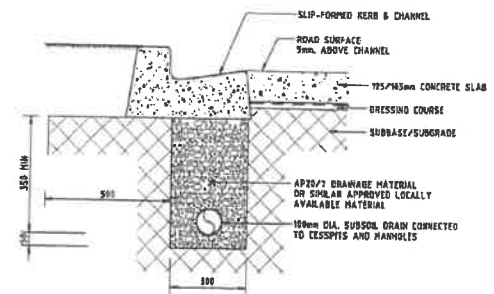 SLIP-FORMED KERB & CHANNEL
ROAD SURFACE
5mm. ABOVE CHANNEL
125/165mm CONCRETE SLAB
DRESSING COURSE
SUBBASE/SUBGRADE
350 MIN
500
AP20/7 DRAINAGE MATERIAL
OR SIMILAR APPROVED LOCALLY
AVAILABLE MATERIAL
100mm DIA. SUBSOIL DRAIN CONNECTED
TO CESSPITS AND MANHOLES
300